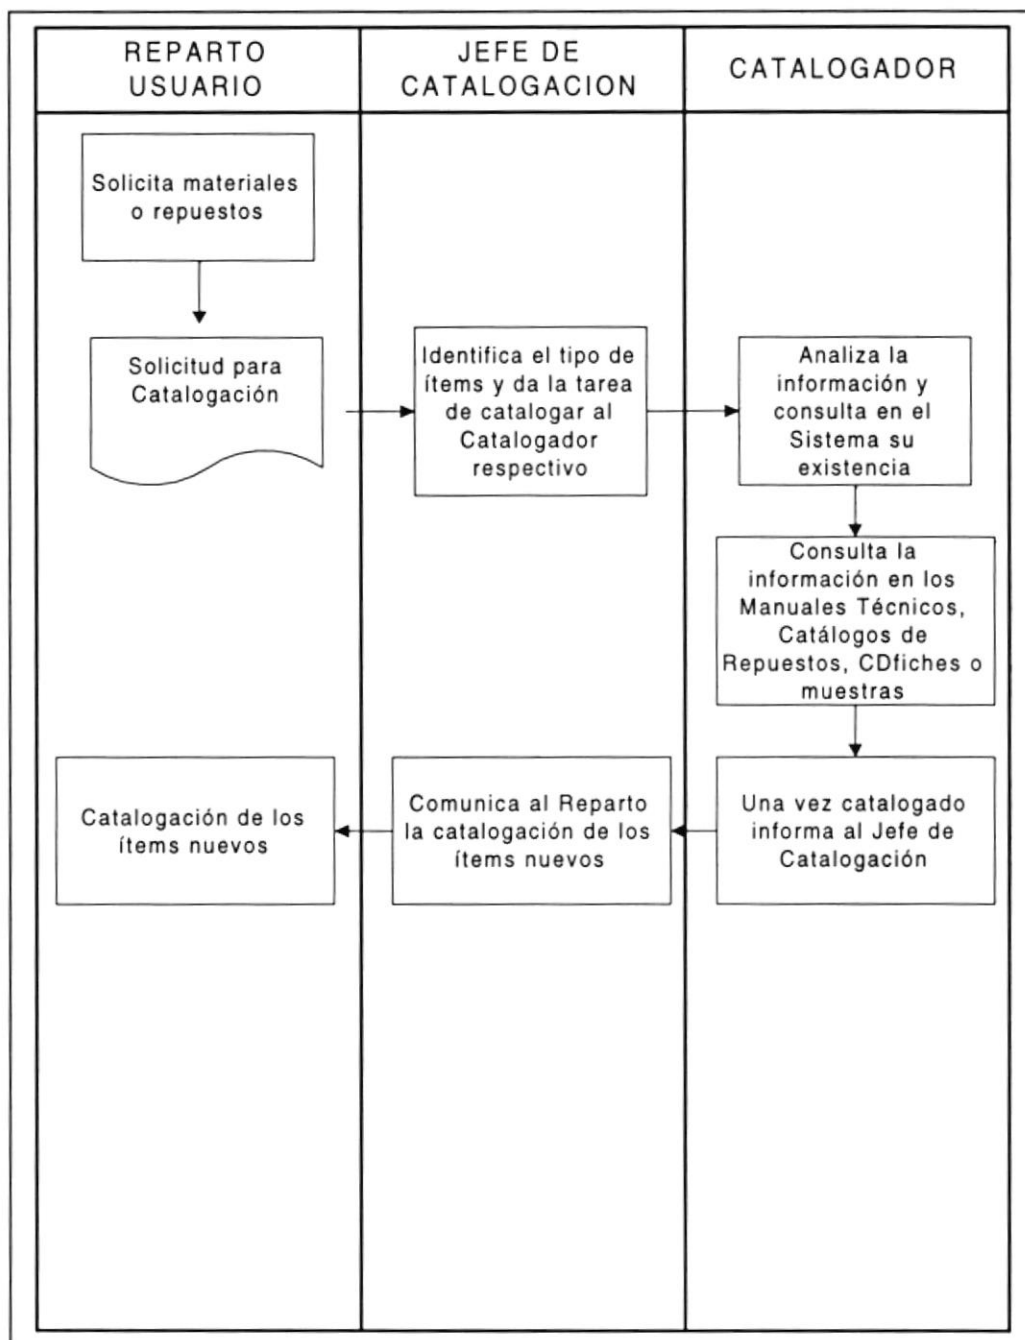 REPARTO
USUARIO
JEFE DE
CATALOGACION
CATALOGADOR
Solicita materiales
o repuestos
Solicitud para
Catalogación
Identifica el tipo de
ítems y da la tarea
de catalogar al
Catalogador
respectivo
Analiza la
información y
consulta en el
Sistema su
existencia
Consulta la
información en los
Manuales Técnicos,
Catálogos de
Repuestos, CDfiches o
muestras
Una vez catalogado
informa al Jefe de
Catalogación
Comunica al Reparto
la catalogación de los
ítems nuevos
Catalogación de los
ítems nuevos